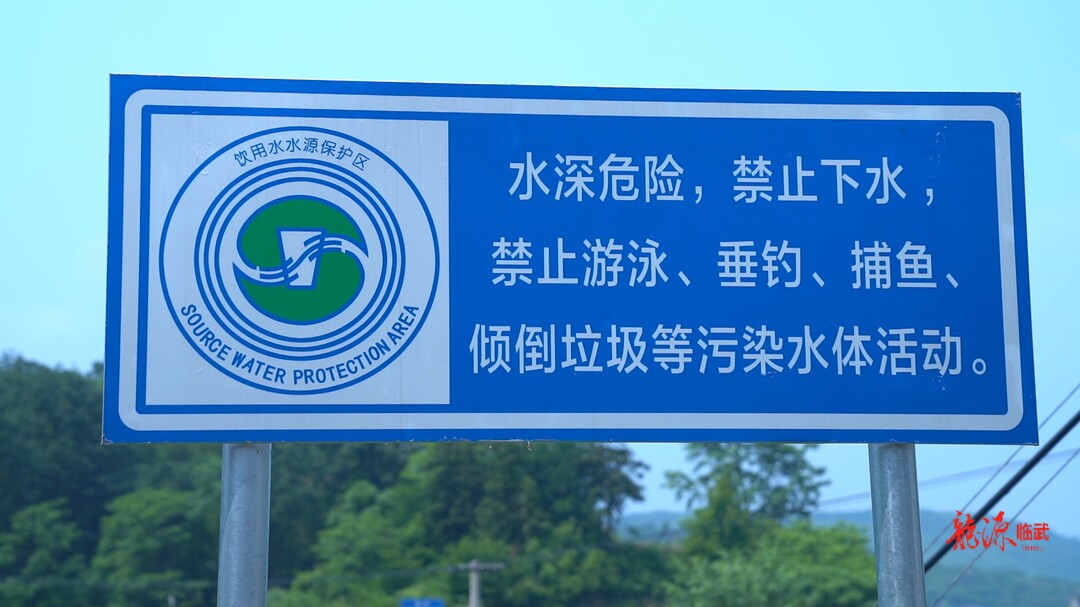 饮用水水源保护区
SOURCE WATER PROTECTION AREA
水深危险，禁止下水，
禁止游泳、垂钓、捕鱼、
倾倒垃圾等污染水体活动。
龍源临武